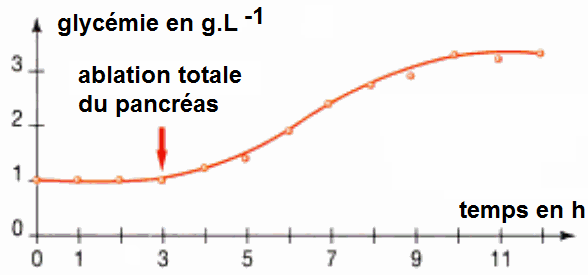 glycémie en g.L -1
ablation totale
du pancréas
3
2
1
0
temps en h
0 1 3 5 7 9 11